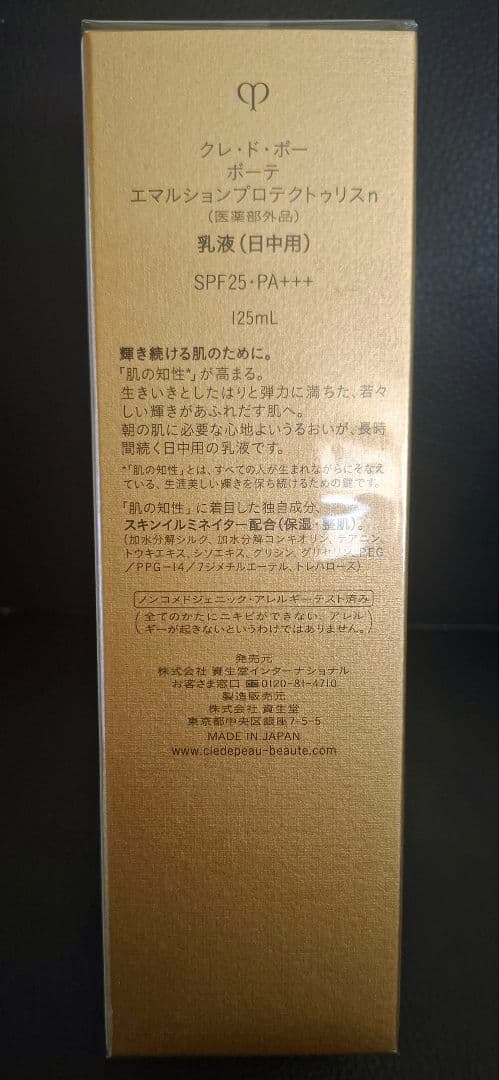 クレ・ド・ポー
ボーテ
エマルションプロテクトゥリスn
(医薬部外品)
乳液(日中用)
SPF25・PA+++
125mL
輝き続ける肌のために。
「肌の知性*」が高まる。
生きいきとしたはりと弾力に満ちた、若々
しい輝きがあふれだす肌へ。
朝の肌に必要な心地よいうるおいが、長時
間続く日中用の乳液です。
*「肌の知性」とは、すべての人が生まれながらにそなえ
ている、生涯美しい輝きを保ち続けるための鍵です。
「肌の知性」に着目した独自成分、
スキンイルミネイター配合(保湿・整肌)。
(加水分解シルク、加水分解コンキオリン、テアニン、
トウキエキス、シソエキス、グリシン、グリセリン、PEG
/PPG-14/7ジメチルエーテル、トレハロース)
ノンコメドジェニック・アレルギーテスト済み
(全てのかたにニキビができない、アレル
ギーが起きないというわけではありません。)
発売元
株式会社 資生堂インターナショナル
お客さま窓口 0120-81-4710
製造販売元
株式会社 資生堂
東京都中央区銀座7-5-5
MADE IN JAPAN
www.cledepeau-beaute.com